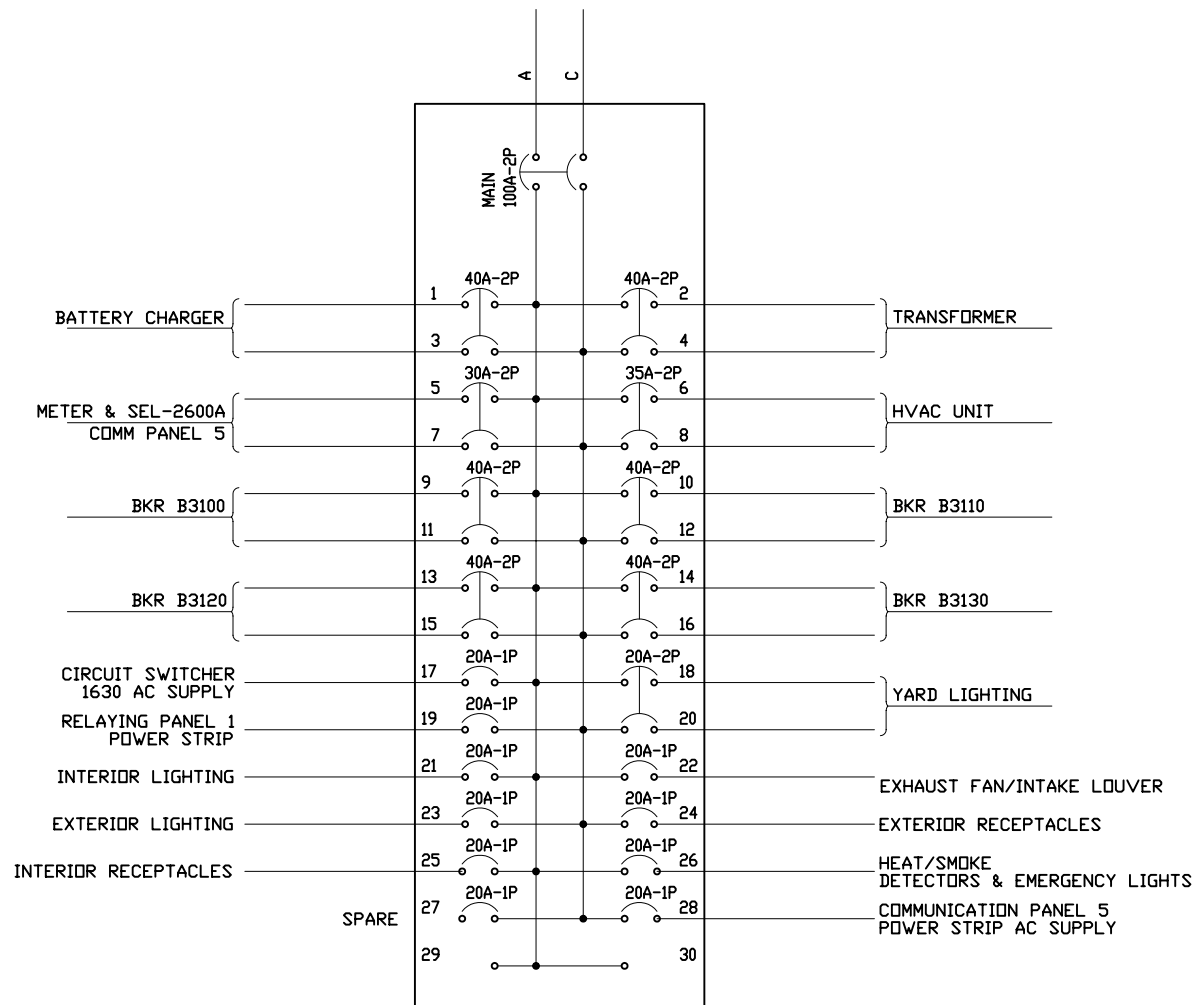 A C
MAIN
100A-2P
40A-2P 40A-2P
1 2
BATTERY CHARGER TRANSFORMER
3 4
30A-2P 35A-2P
5 6
METER & SEL-2600A HVAC UNIT
COMM PANEL 5
7 8
40A-2P 40A-2P
9 10
BKR B3100 BKR B3110
11 12
40A-2P 40A-2P
13 14
BKR B3120 BKR B3130
15 16
20A-1P 20A-2P
17 18
CIRCUIT SWITCHER
1630 AC SUPPLY
YARD LIGHTING
20A-1P
19 20
RELAYING PANEL 1
POWER STRIP
20A-1P 20A-1P
21 22
INTERIOR LIGHTING EXHAUST FAN/INTAKE LOUVER
20A-1P 20A-1P
23 24
EXTERIOR LIGHTING EXTERIOR RECEPTACLES
20A-1P 20A-1P
25 26
INTERIOR RECEPTACLES
HEAT/SMOKE
DETECTORS & EMERGENCY LIGHTS
20A-1P 20A-1P
27 28
SPARE
COMMUNICATION PANEL 5
POWER STRIP AC SUPPLY
29 30